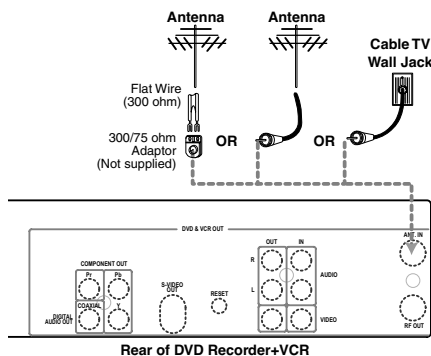 Antenna
Antenna
Cable TV
Wall Jack
Flat Wire
(300 ohm)
300/75 ohm
Adaptor
(Not supplied)
OR
OR
DVD & VCR OUT
ANT. IN
COMPONENT OUT
Pr
Pb
COAXIAL
Y
DIGITAL
AUDIO OUT
S-VIDEO
OUT
RESET
OUT
IN
R
L
AUDIO
VIDEO
RF OUT
Rear of DVD Recorder+VCR